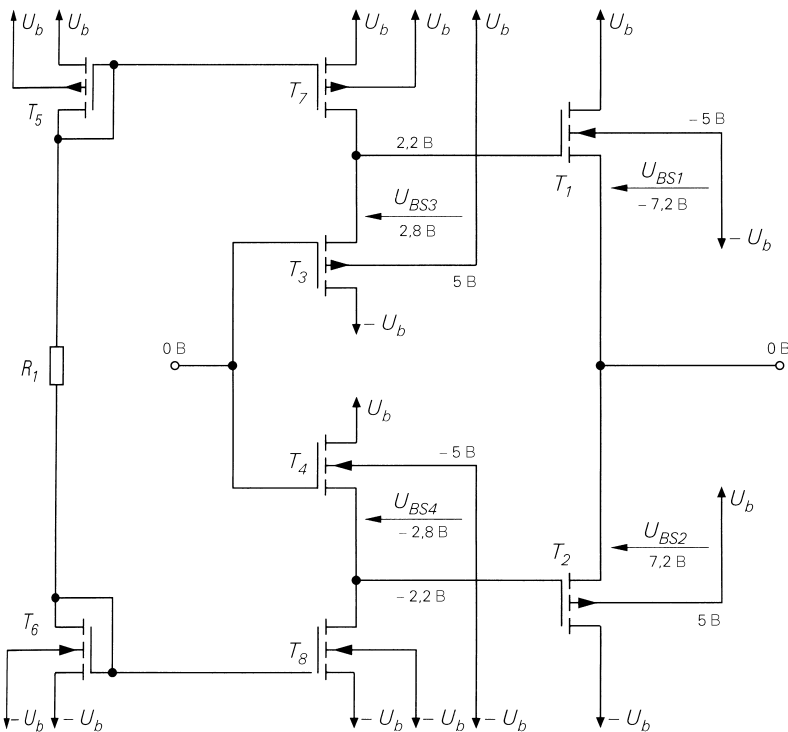 U_b U_b U_b U_b U_b U_b
T_5 T_7 – 5 В
2,2 В
T_1 U_BS1
– 7,2 В
U_BS3
2,8 В
– U_b
T_3 5 В
– U_b
0 В 0 В
R_1
U_b
T_4 – 5 В
U_b
U_BS4
– 2,8 В
T_2 U_BS2
7,2 В
– 2,2 В
5 В
T_6 T_8
– U_b – U_b – U_b – U_b – U_b – U_b